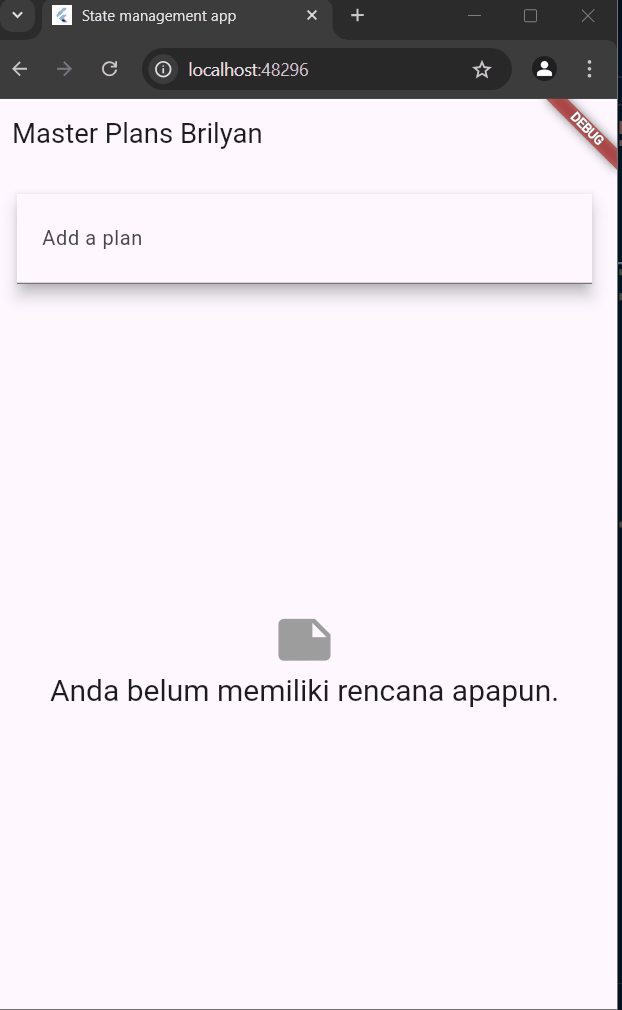 State management app
localhost:48296
Master Plans Brilyan
DEBUG
Add a plan
Anda belum memiliki rencana apapun.